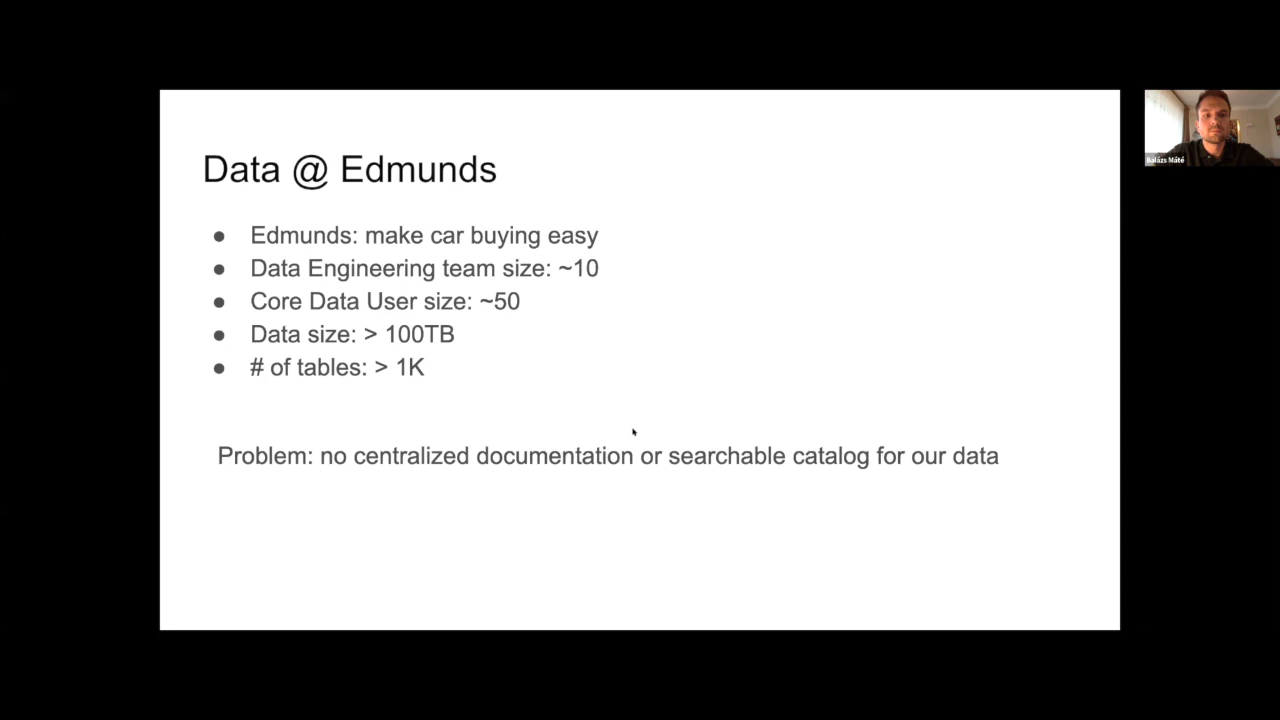 Data @ Edmunds
● Edmunds: make car buying easy
● Data Engineering team size: ~10
● Core Data User size: ~50
● Data size: > 100TB
● # of tables: > 1K
Problem: no centralized documentation or searchable catalog for our data
Balázs Máté